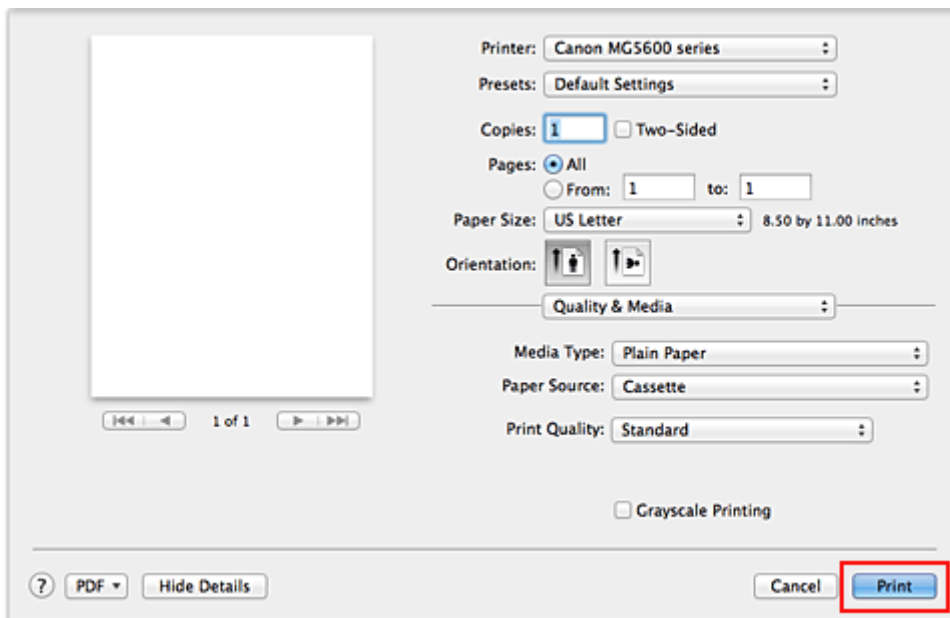 Printer: Canon MG5600 series
Presets: Default Settings
Copies: 1 Two-Sided
Pages: All
From: 1 to: 1
Paper Size: US Letter 8.50 by 11.00 inches
Orientation:
Quality & Media
Media Type: Plain Paper
Paper Source: Cassette
1 of 1
Print Quality: Standard
Grayscale Printing
? PDF Hide Details Cancel Print